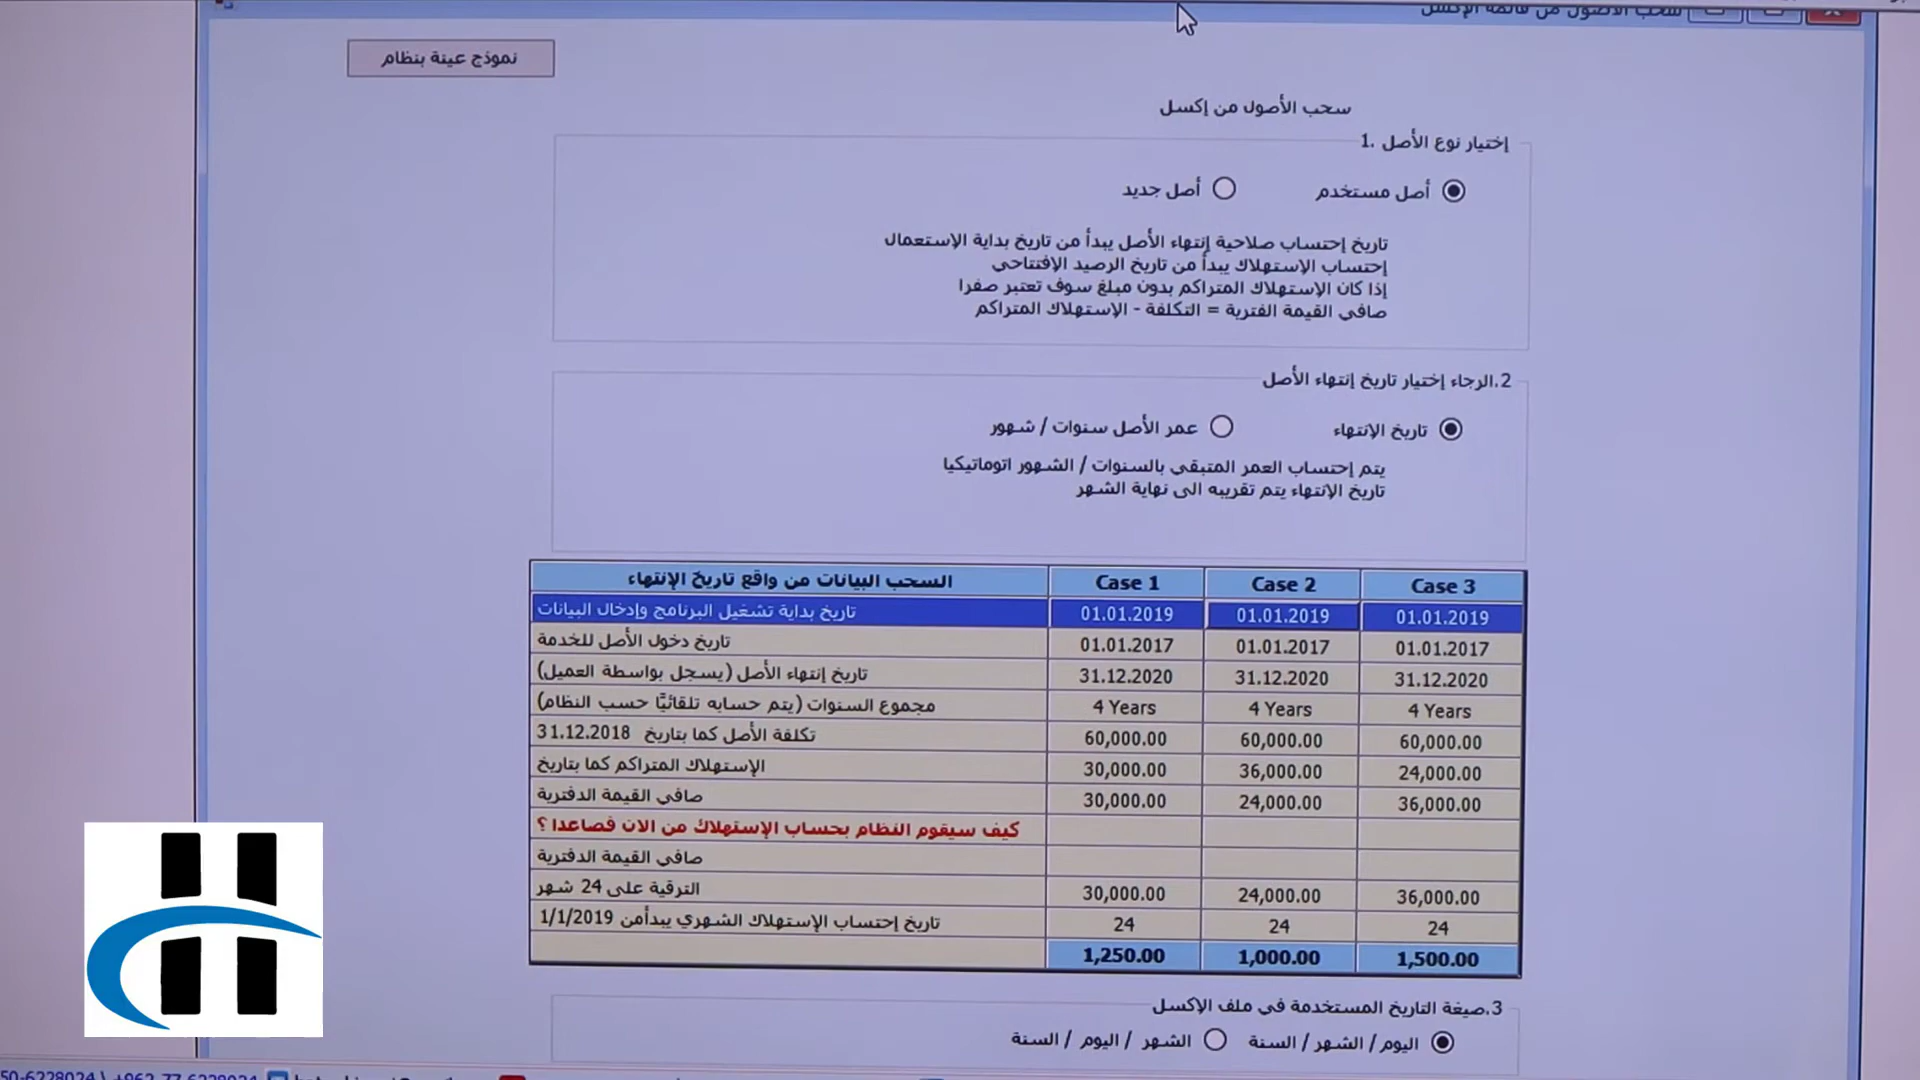 سحب الأصول من قائمة الإكسل
نموذج عينة بنظام
سحب الأصول من إكسل
إختيار نوع الأصل .1
أصل مستخدم
أصل جديد
تاريخ إحتساب صلاحية إنتهاء الأصل يبدأ من تاريخ بداية الإستعمال
إحتساب الإستهلاك يبدأ من تاريخ الرصيد الإفتتاحي
إذا كان الإستهلاك المتراكم بدون مبلغ سوف تعتبر صفرا
صافي القيمة الفترية = التكلفة - الإستهلاك المتراكم
2.الرجاء إختيار تاريخ إنتهاء الأصل
تاريخ الإنتهاء
عمر الأصل سنوات / شهور
يتم إحتساب العمر المتبقي بالسنوات / الشهور اتوماتيكيا
تاريخ الإنتهاء يتم تقريبه الى نهاية الشهر
السحب البيانات من واقع تاريخ الإنتهاء Case 1 Case 2 Case 3
تاريخ بداية تشغيل البرنامج وإدخال البيانات 01.01.2019 01.01.2019 01.01.2019
تاريخ دخول الأصل للخدمة 01.01.2017 01.01.2017 01.01.2017
تاريخ إنتهاء الأصل (يسجل بواسطة العميل) 31.12.2020 31.12.2020 31.12.2020
مجموع السنوات (يتم حسابه تلقائيًّا حسب النظام) 4 Years 4 Years 4 Years
تكلفة الأصل كما بتاريخ 31.12.2018 60,000.00 60,000.00 60,000.00
الإستهلاك المتراكم كما بتاريخ 30,000.00 36,000.00 24,000.00
صافي القيمة الدفترية 30,000.00 24,000.00 36,000.00
كيف سيقوم النظام بحساب الإستهلاك من الان فصاعدا ؟
صافي القيمة الدفترية
الترقية على 24 شهر 30,000.00 24,000.00 36,000.00
تاريخ إحتساب الإستهلاك الشهري يبدأمن 1/1/2019 24 24 24
1,250.00 1,000.00 1,500.00
3.صيغة التاريخ المستخدمة في ملف الإكسل
اليوم / الشهر / السنة
الشهر / اليوم / السنة
50-6228024 \ +962-77-6228024